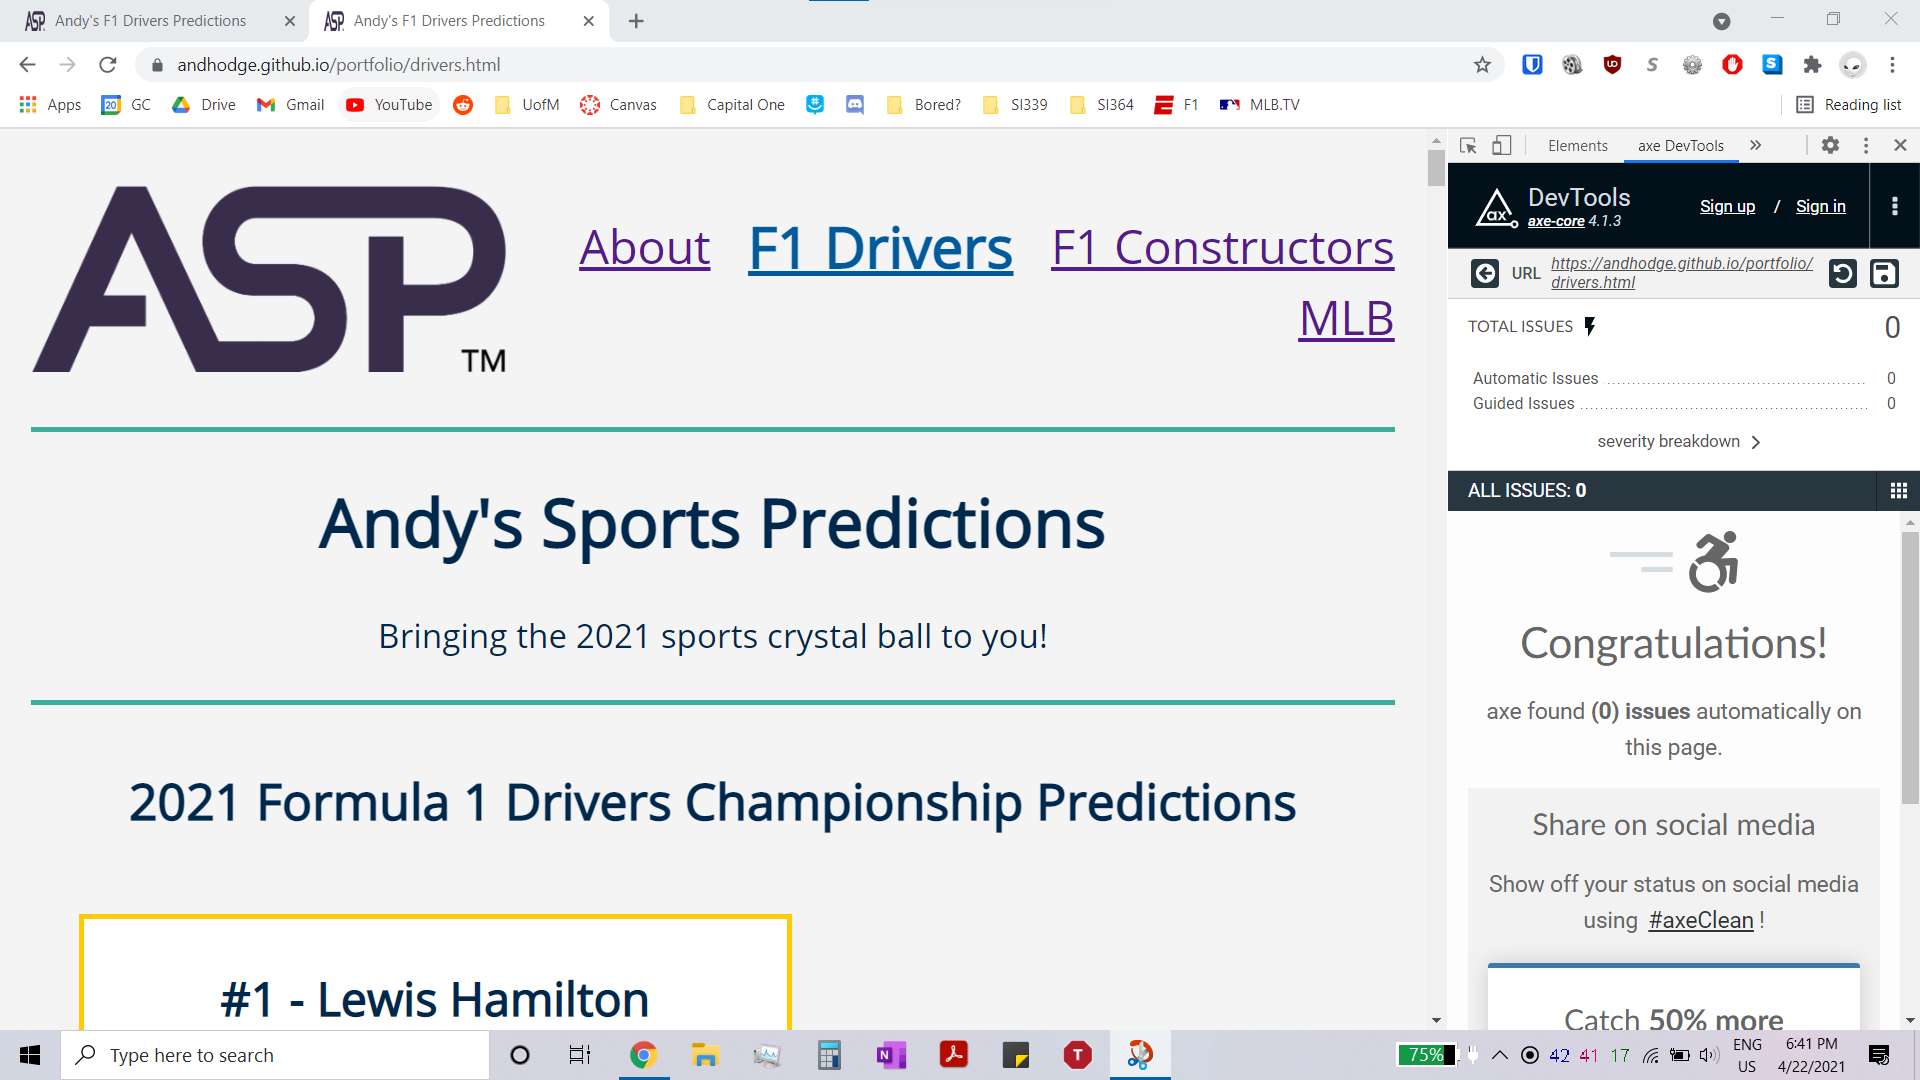 ASP Andy's F1 Drivers Predictions ASP Andy's F1 Drivers Predictions
andhodge.github.io/portfolio/drivers.html
Apps 20 GC Drive Gmail YouTube UofM Canvas Capital One Bored? SI339 SI364 F1 MLB.TV Reading list
Elements axe DevTools
ASP TM
About F1 Drivers F1 Constructors
MLB
Andy's Sports Predictions
Bringing the 2021 sports crystal ball to you!
2021 Formula 1 Drivers Championship Predictions
#1 - Lewis Hamilton
ax DevTools
axe-core 4.1.3
Sign up / Sign in
URL https://andhodge.github.io/portfolio/
drivers.html
TOTAL ISSUES 0
Automatic Issues 0
Guided Issues 0
severity breakdown
ALL ISSUES: 0
Congratulations!
axe found (0) issues automatically on
this page.
Share on social media
Show off your status on social media
using #axeClean !
Catch 50% more
Type here to search
75% 42 41 17 ENG
US
6:41 PM
4/22/2021